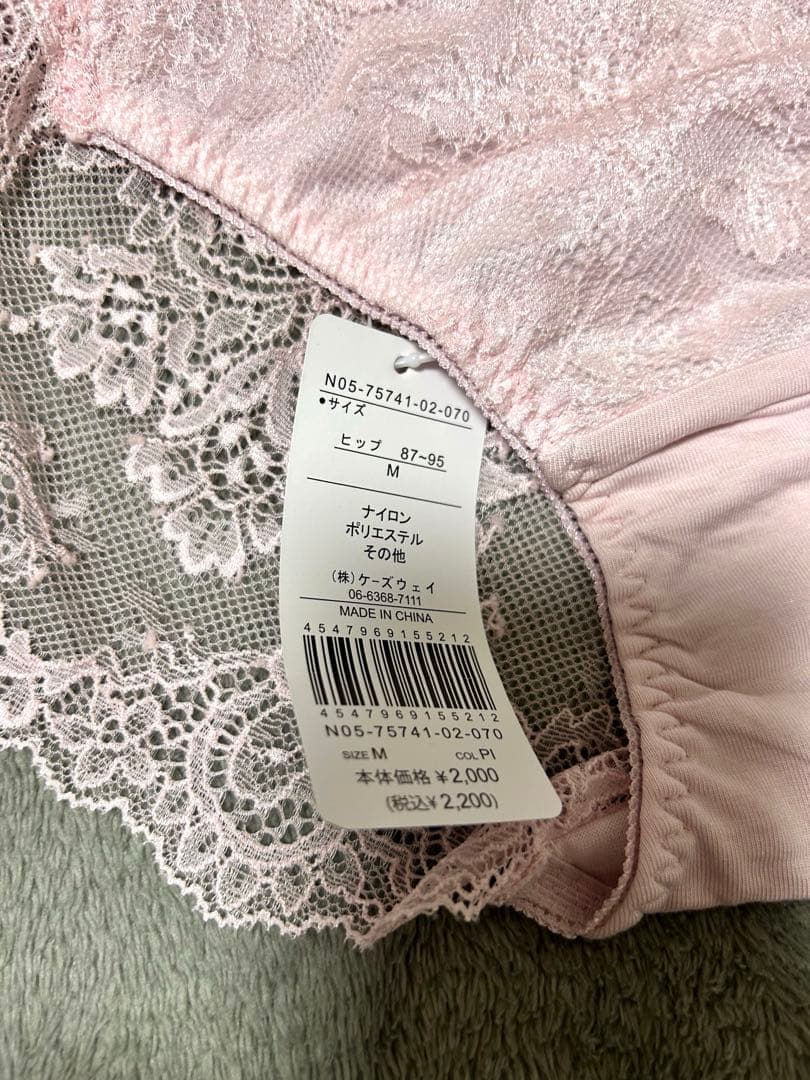 N05-75741-02-070
•サイズ
ヒップ 87~95
M
ナイロン
ポリエステル
その他
(株)ケーズウェイ
06-6368-7111
MADE IN CHINA
4547969155212
4547969155212
N05-75741-02-070
SIZE M COL PI
本体価格 ¥2,000
(税込¥2,200)